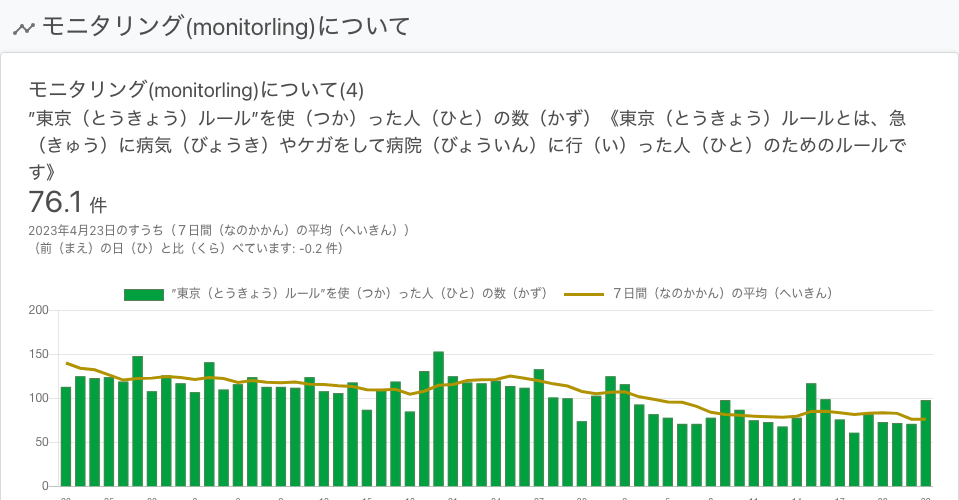 モニタリング(monitorling)について
モニタリング(monitorling)について(4)
”東京（とうきょう）ルール”を使（つか）った人（ひと）の数（かず）《東京（とうきょう）ルールとは、急
（きゅう）に病気（びょうき）やケガをして病院（びょういん）に行（い）った人（ひと）のためのルールで
す》
76.1 件
2023年4月23日のすうち（７日間（なのかかん）の平均（へいきん））
（前（まえ）の日（ひ）と比（くら）べています: -0.2 件）
”東京（とうきょう）ルール”を使（つか）った人（ひと）の数（かず） ７日間（なのかかん）の平均（へいきん）
200
150
100
50
0